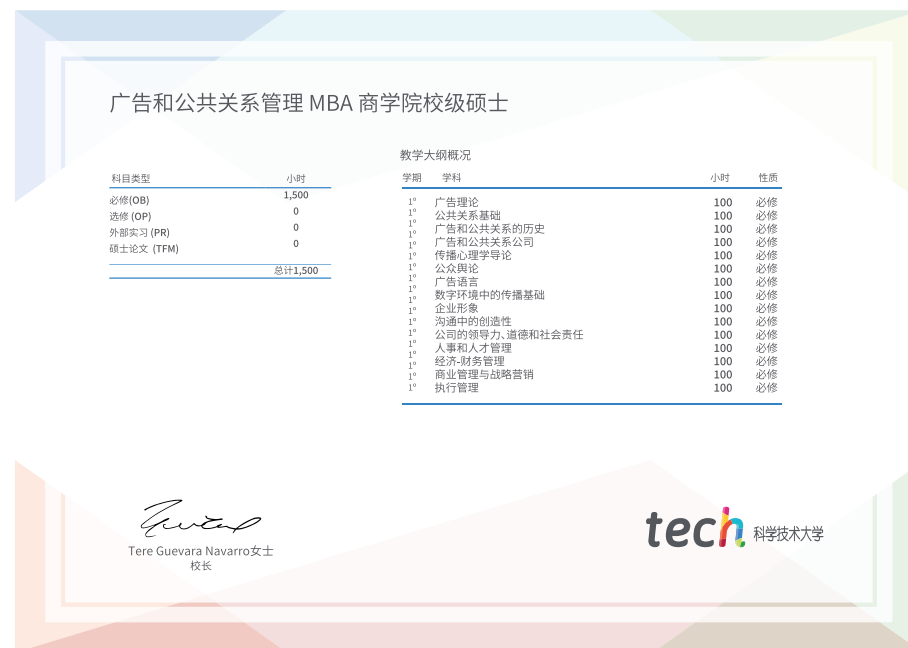 广告和公共关系管理 MBA 商学院校级硕士
教学大纲概况
科目类型 小时
必修(OB) 1,500
选修 (OP) 0
外部实习 (PR) 0
硕士论文 (TFM) 0
总计1,500
学期 学科 小时 性质
1º 广告理论 100 必修
1º 公共关系基础 100 必修
1º 广告和公共关系的历史 100 必修
1º 广告和公共关系公司 100 必修
1º 传播心理学导论 100 必修
1º 公众舆论 100 必修
1º 广告语言 100 必修
1º 数字环境中的传播基础 100 必修
1º 企业形象 100 必修
1º 沟通中的创造性 100 必修
1º 公司的领导力、道德和社会责任 100 必修
1º 人事和人才管理 100 必修
1º 经济-财务管理 100 必修
1º 商业管理与战略营销 100 必修
1º 执行管理 100 必修
Tere Guevara Navarro女士
校长
tech 科学技术大学